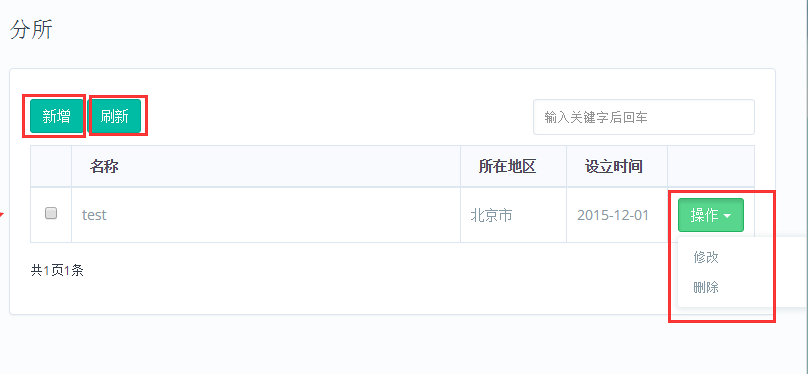 分所
新增 刷新 输入关键字后回车
名称 所在地区 设立时间
test 北京市 2015-12-01 操作
修改
删除
共1页1条